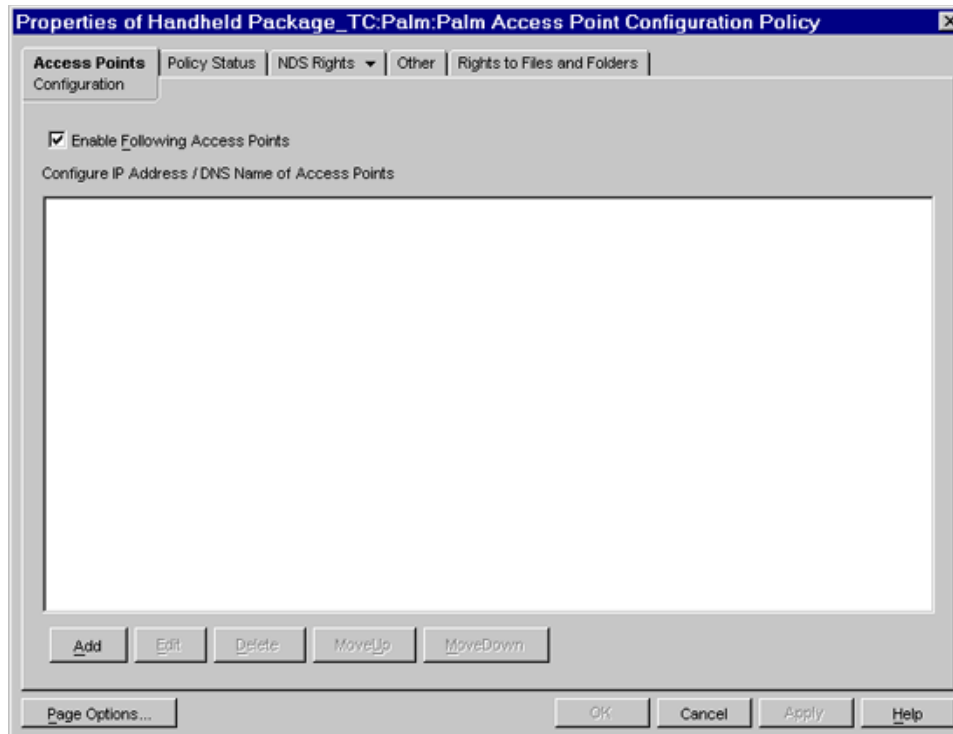 Properties of Handheld Package_TC:Palm:Palm Access Point Configuration Policy
Access Points Policy Status NDS Rights Other Rights to Files and Folders
Configuration
Enable Following Access Points
Configure IP Address / DNS Name of Access Points
Add Edit Delete MoveUp MoveDown
Page Options... OK Cancel Apply Help